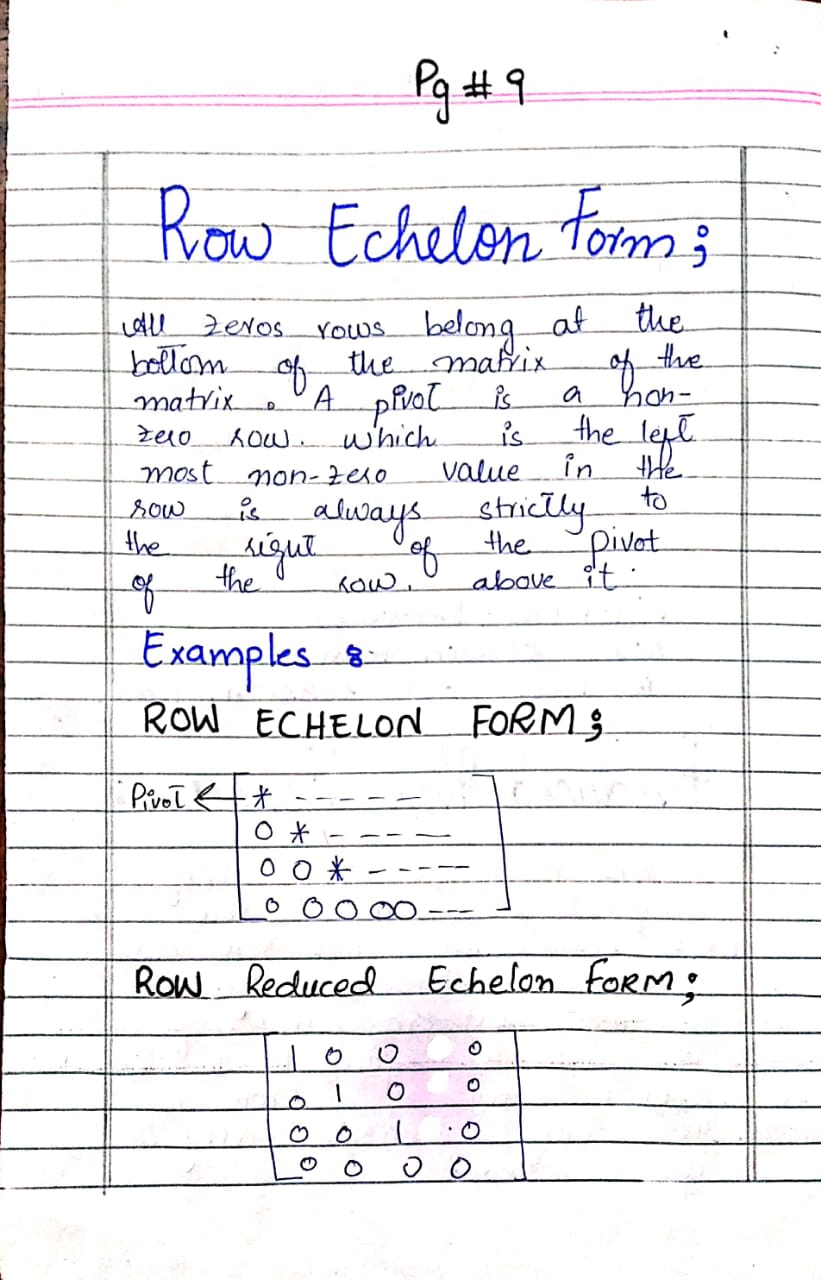 Pg # 9
Row Echelon Form;
All zeros rows belong at the
bottom of the matrix of the
matrix. A pivot is a non-
zero row. which is the left
most non-zero value in the
row is always strictly to
the right of the pivot
of the row. above it.
Examples :
ROW ECHELON FORM;
Pivot ← * - - - - -
0 * - - - -
0 0 * - - - - -
0 0 0 0 0 - - -
ROW Reduced Echelon FORM;
1 0 0 0
0 1 0 0
0 0 1 0
0 0 0 0